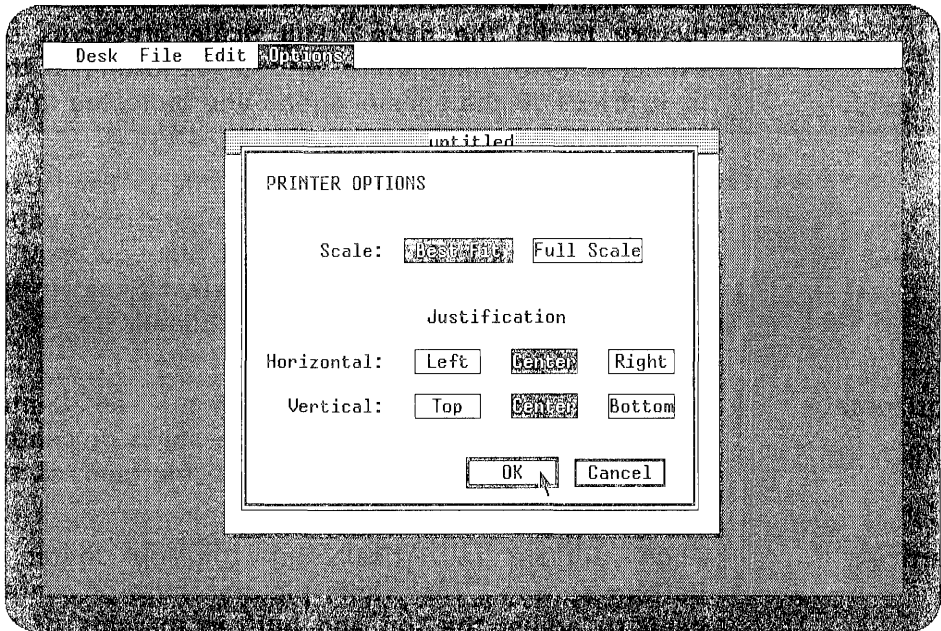 Desk File Edit Options
untitled
PRINTER OPTIONS
Scale: Best Fit Full Scale
Justification
Horizontal: Left Center Right
Vertical: Top Center Bottom
OK Cancel